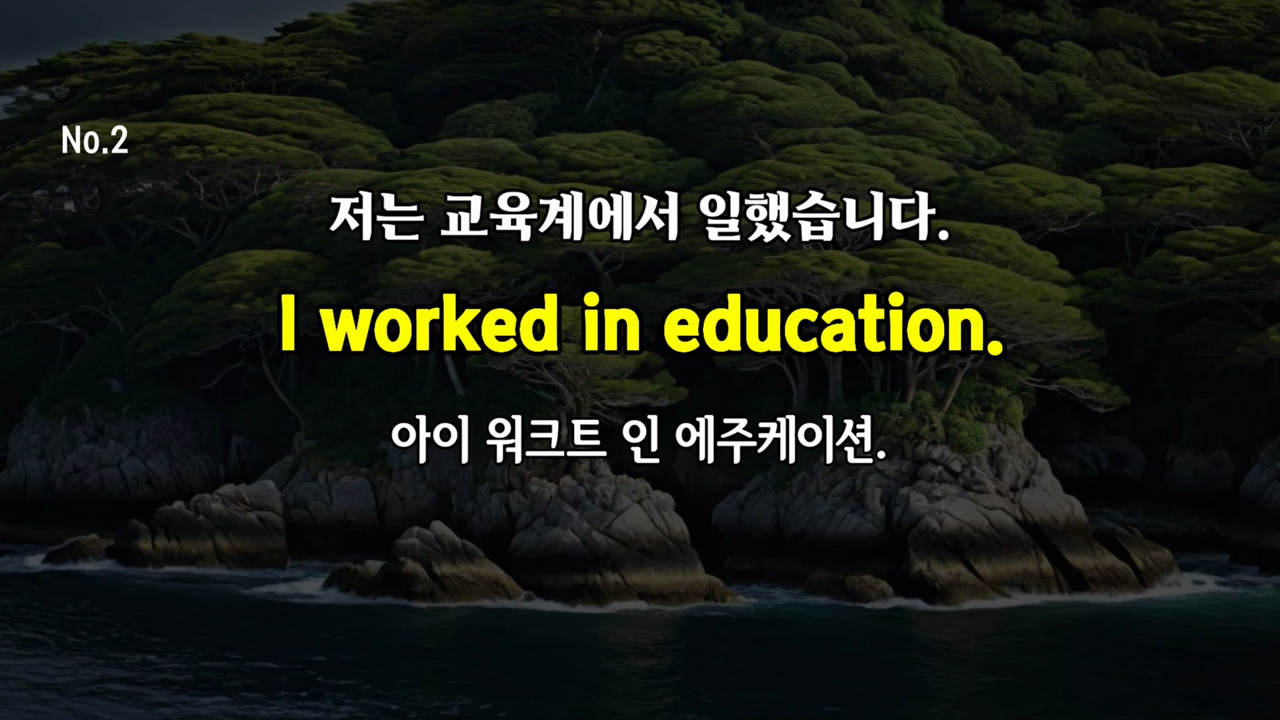 No.2
저는 교육계에서 일했습니다.
I worked in education.
아이 워크트 인 에주케이션.